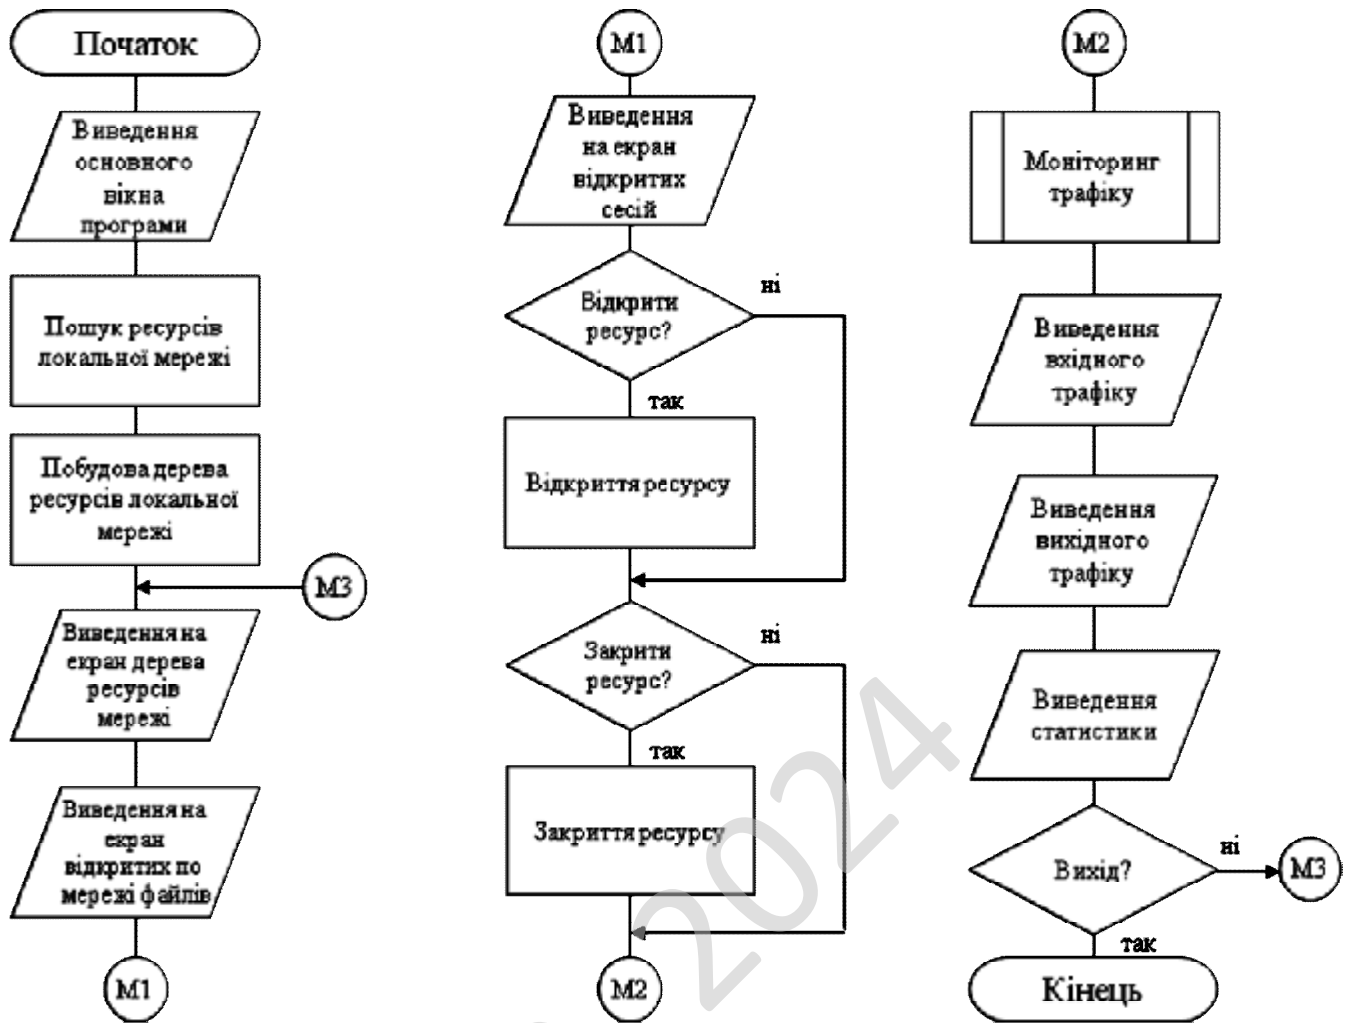 Початок
Виведення
основного
вікна
програми
Пошук ресурсів
локальної мережі
Побудова дерева
ресурсів локальної
мережі
М3
Виведення на
екран дерева
ресурсів
мережі
Виведення на
екран
відкритих по
мережі файлів
М1
М1
Виведення
на екран
відкритих
сесій
Відкрити
ресурс?
ні
так
Відкриття ресурсу
Закрити
ресурс?
ні
так
Закриття ресурсу
М2
М2
Моніторинг
трафіку
Виведення
вхідного
трафіку
Виведення
вихідного
трафіку
Виведення
статистики
Вихід?
ні
М3
так
Кінець
2024